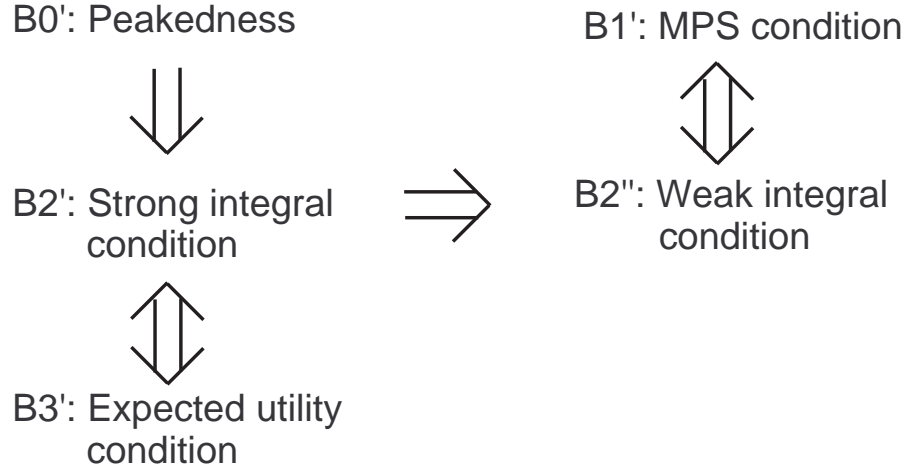 B0': Peakedness
B1': MPS condition
B2': Strong integral
condition
B2": Weak integral
condition
B3': Expected utility
condition